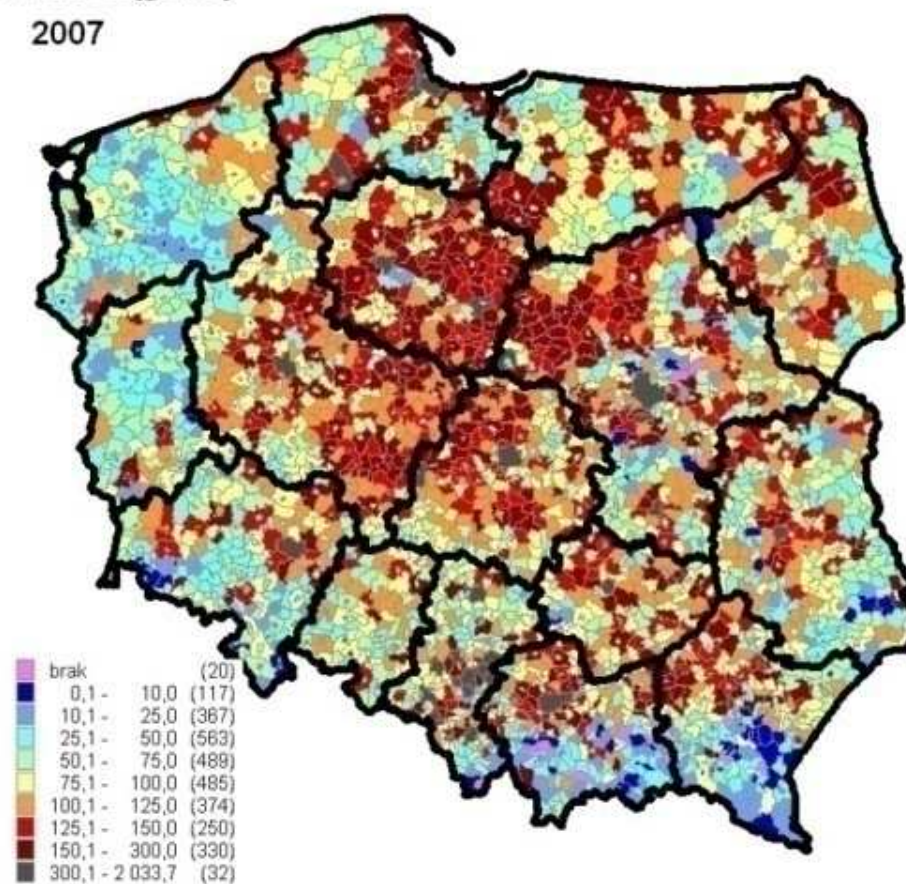 2007
brak (20)
0,1 - 10,0 (117)
10,1 - 25,0 (367)
25,1 - 50,0 (563)
50,1 - 75,0 (489)
75,1 - 100,0 (485)
100,1 - 125,0 (374)
125,1 - 150,0 (250)
150,1 - 300,0 (330)
300,1 - 2 033,7 (32)